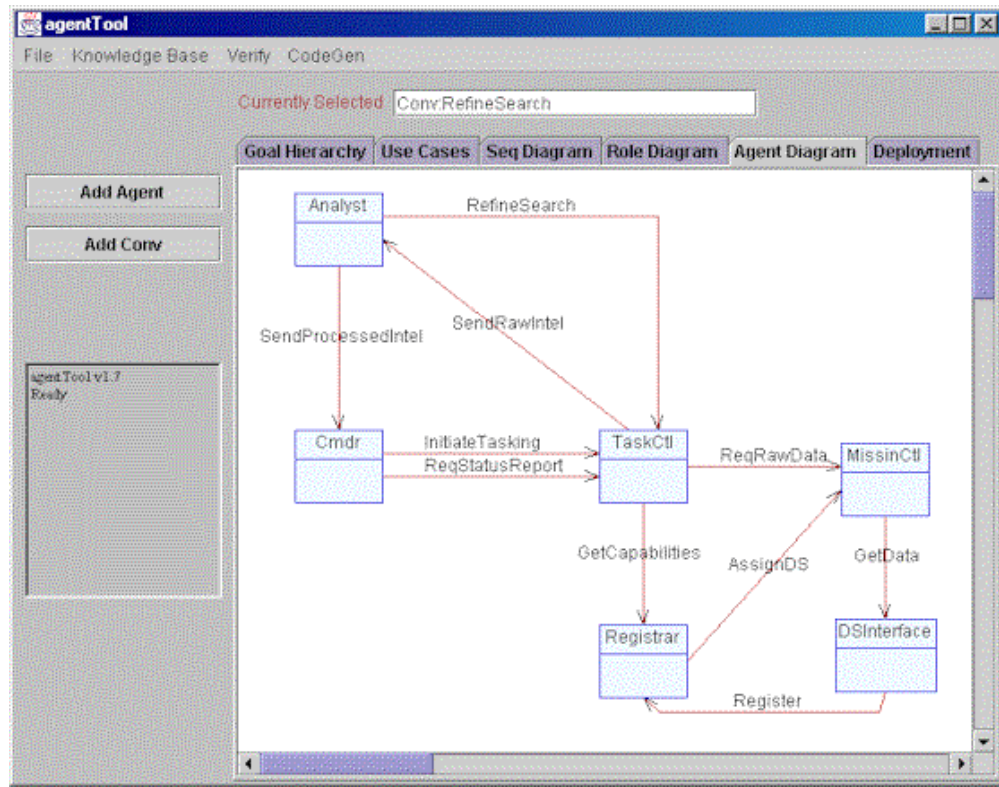 agentTool
File Knowledge Base Verify CodeGen
Currently Selected Conv:RefineSearch
Goal Hierarchy Use Cases Seq Diagram Role Diagram Agent Diagram Deployment
Add Agent
Add Conv
agentTool v1.7
Ready
Analyst
RefineSearch
SendProcessedIntel
SendRawIntel
Cmdr
InitiateTasking
ReqStatusReport
TaskCtl
ReqRawData
MissinCtl
GetCapabilities
AssignDS
GetData
Registrar
DSInterface
Register